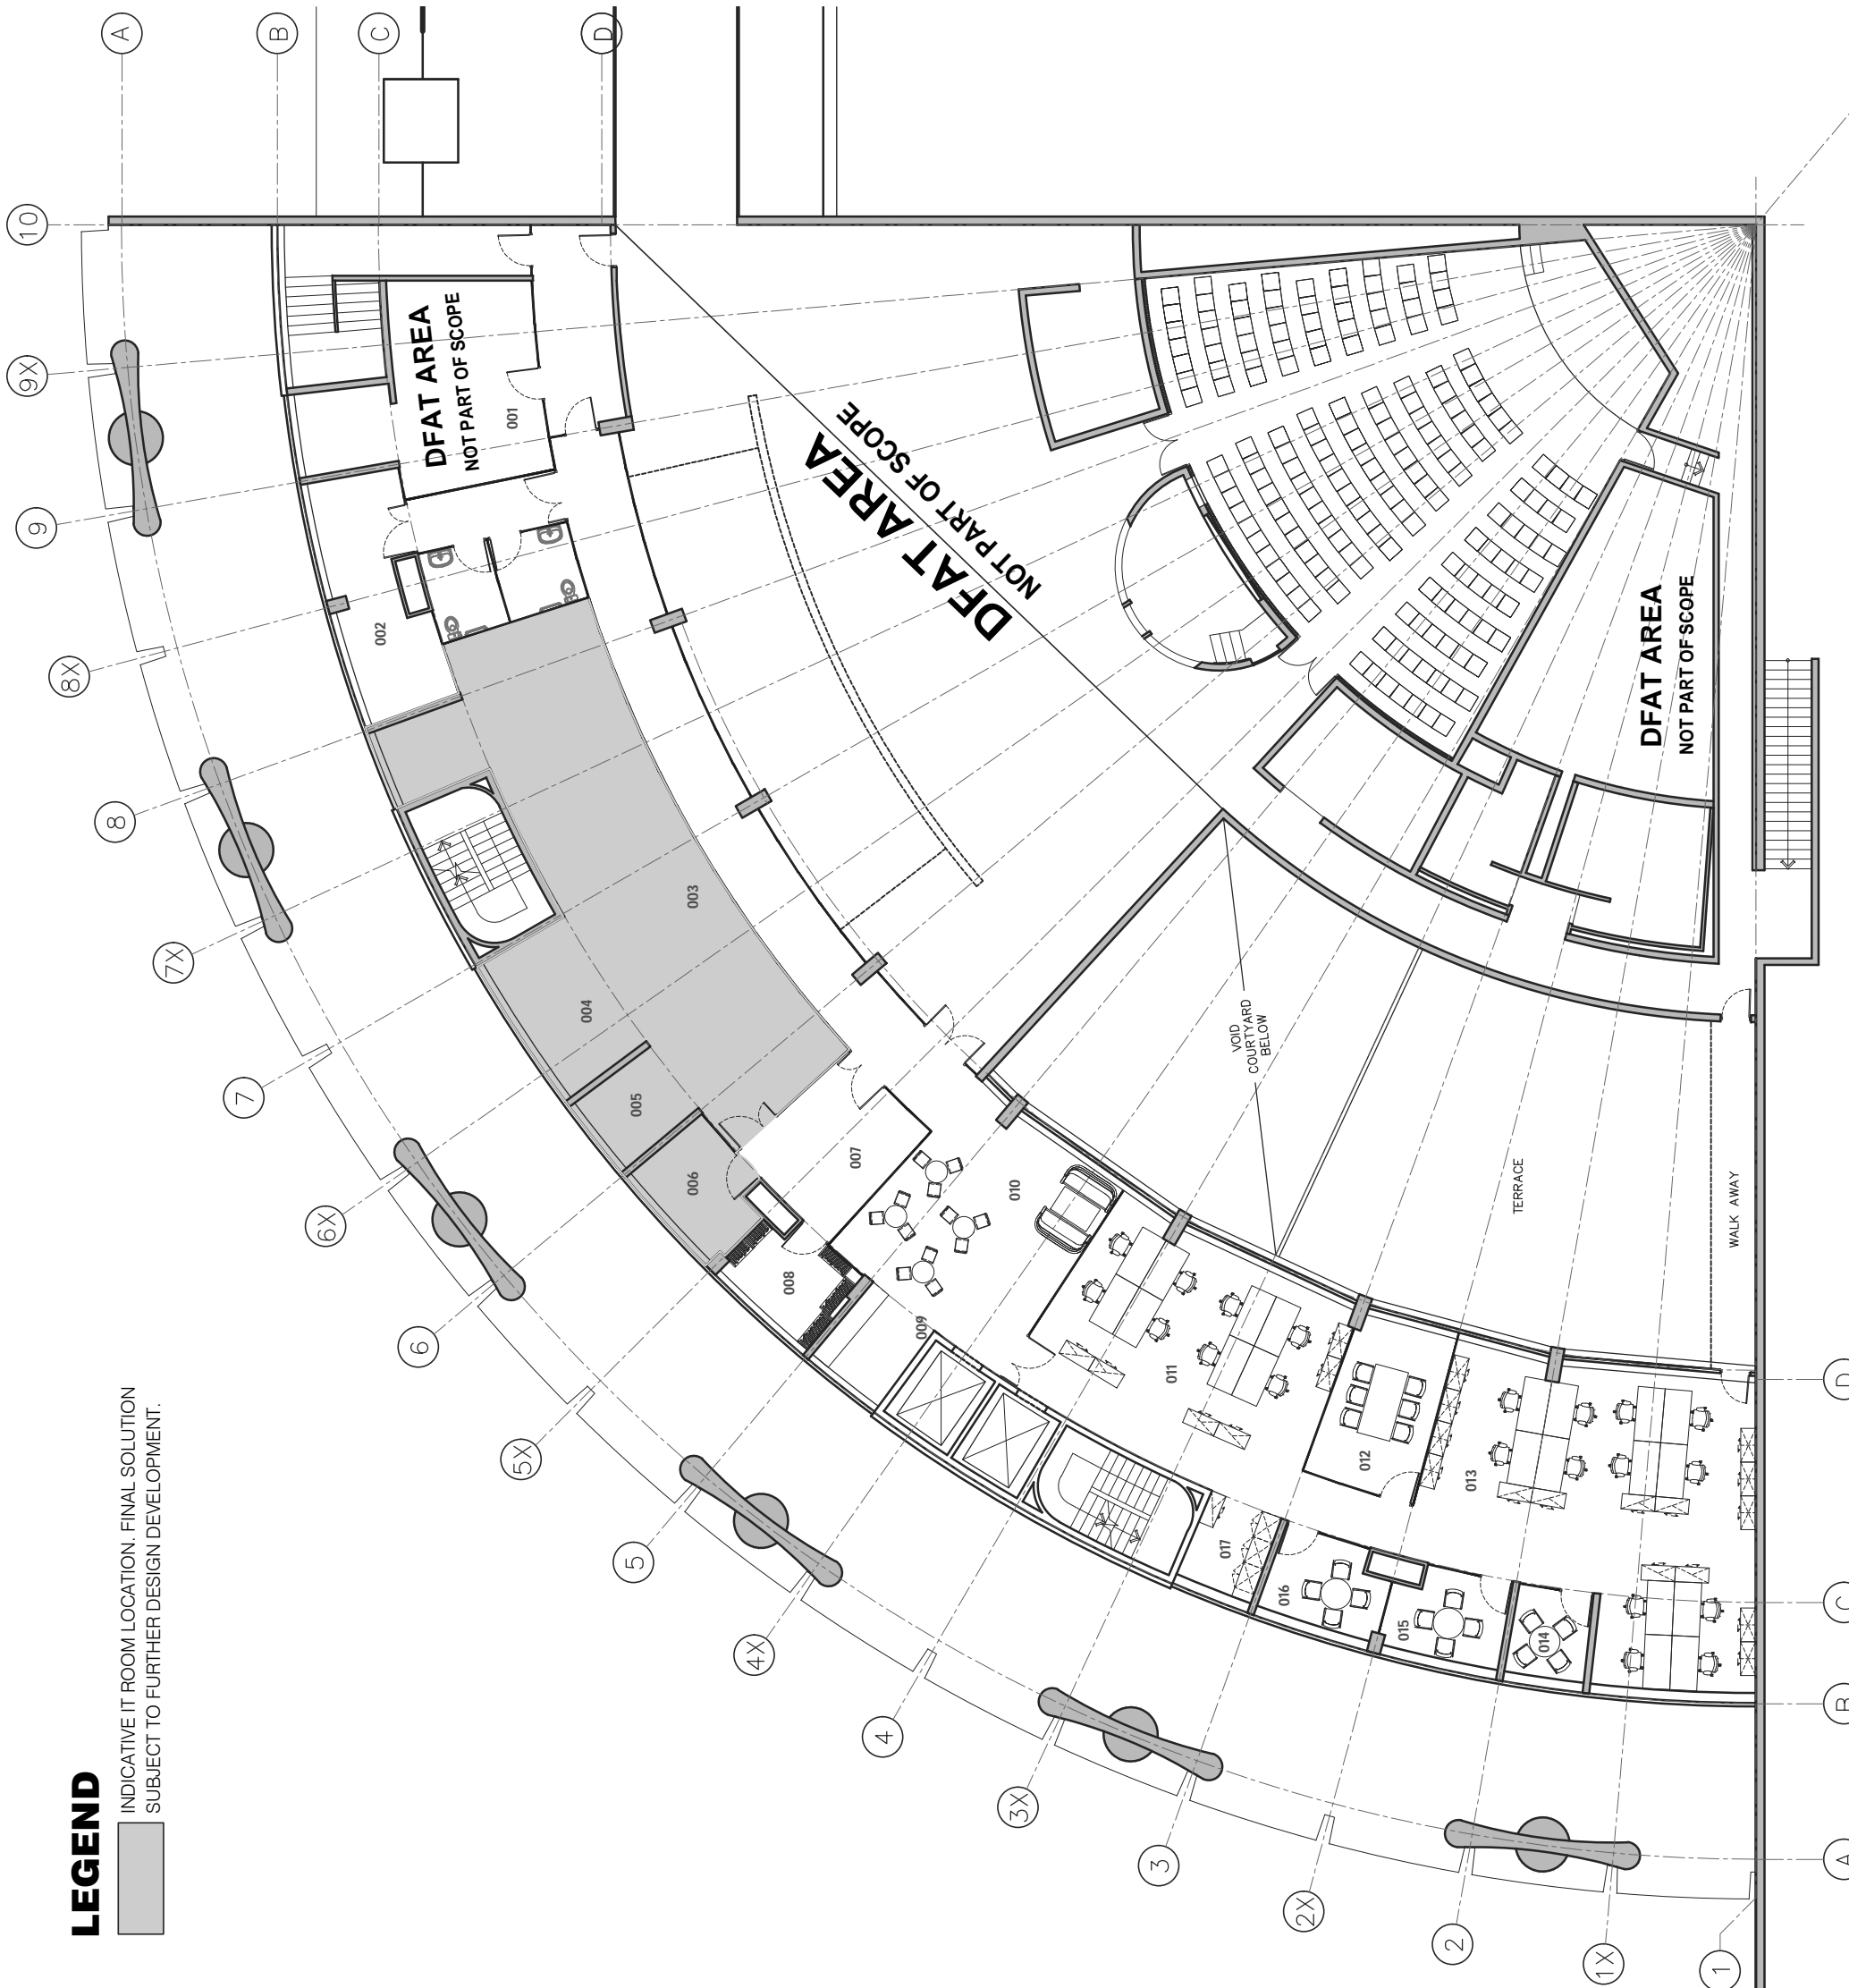 LEGEND
INDICATIVE IT ROOM LOCATION. FINAL SOLUTION
SUBJECT TO FURTHER DESIGN DEVELOPMENT.
A
B
C
D
10
9X
9
8X
8
7X
7
6X
6
5X
5
4X
4
3X
3
2X
2
1X
1
DFAT AREA
NOT PART OF SCOPE
001
002
003
004
005
006
007
008
009
010
011
012
013
014
015
016
017
DFAT AREA
NOT PART OF SCOPE
DFAT AREA
NOT PART OF SCOPE
VOID
COURTYARD
BELOW
TERRACE
WALK AWAY
D
C
B
A